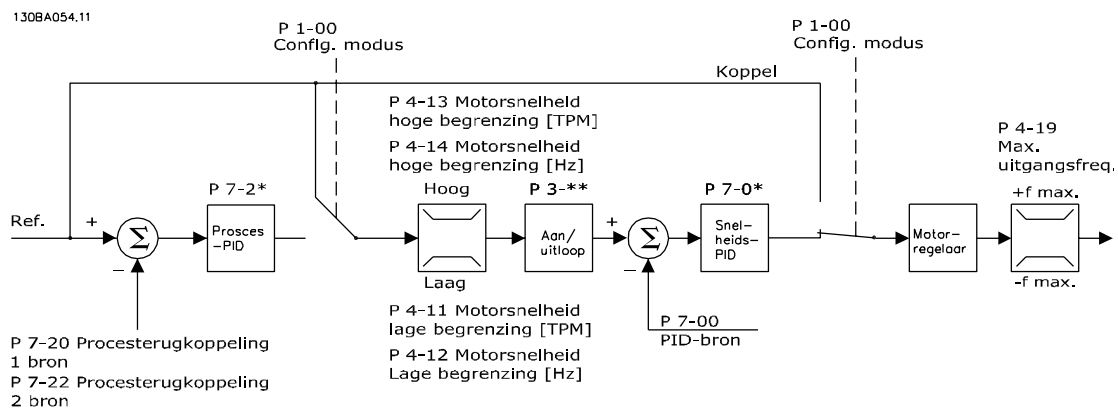 130BA054.11
P 1-00
Config. modus
P 1-00
Config. modus
Koppel
P 4-13 Motorsnelheid
hoge begrenzing [TPM]
P 4-14 Motorsnelheid
hoge begrenzing [Hz]
P 4-19
Max.
uitgangsfreq.
P 7-2*
Hoog
P 3-**
P 7-0*
+f max.
Ref.
+
Σ
Prosces
-PID
Aan/
uitloop
+
Σ
Snel-
heids-
PID
Motor-
regelaar
–
Laag
–
-f max.
P 4-11 Motorsnelheid
lage begrenzing [TPM]
P 4-12 Motorsnelheid
Lage begrenzing [Hz]
P 7-00
PID-bron
P 7-20 Procesterugkoppeling
1 bron
P 7-22 Procesterugkoppeling
2 bron